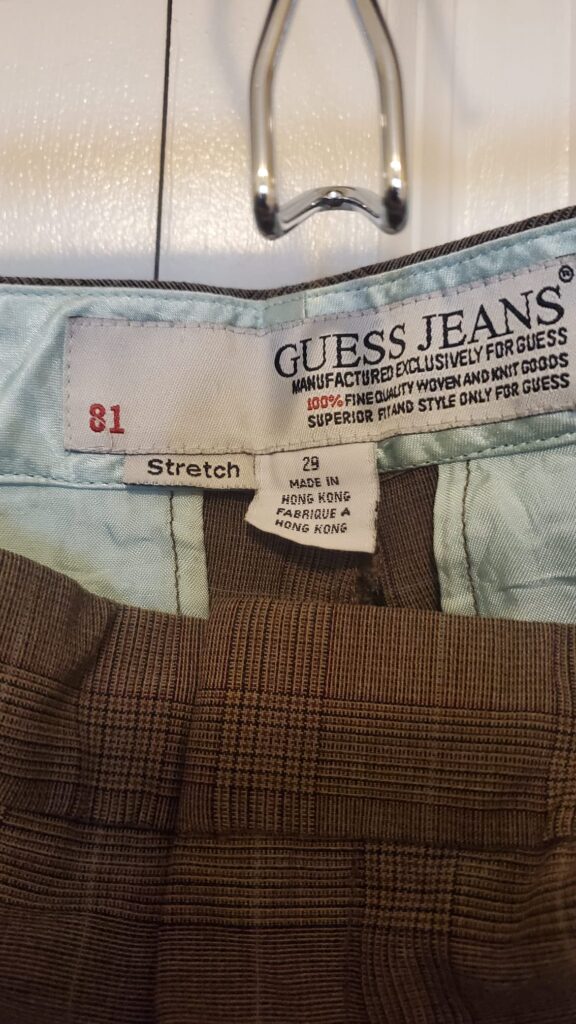 GUESS JEANS®
MANUFACTURED EXCLUSIVELY FOR GUESS
100% FINE QUALITY WOVEN AND KNIT GOODS
SUPERIOR FIT AND STYLE ONLY FOR GUESS
81
Stretch
29
MADE IN
HONG KONG
FABRIQUE A
HONG KONG